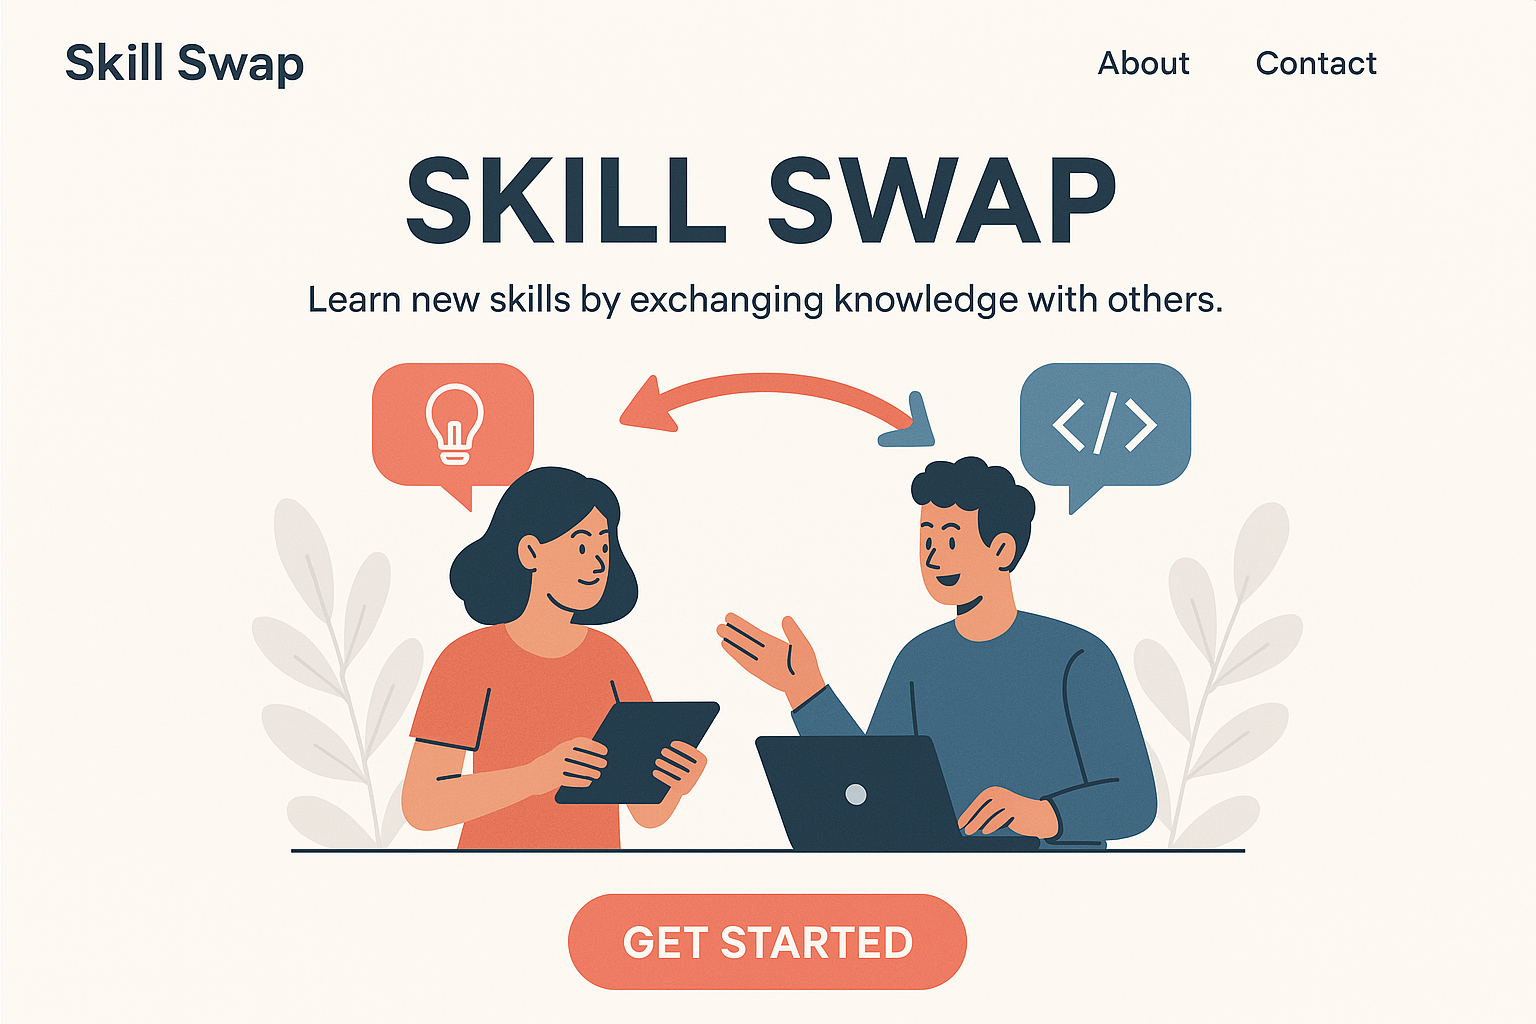 Skill Swap
About
Contact
SKILL SWAP
Learn new skills by exchanging knowledge with others.
</>
GET STARTED